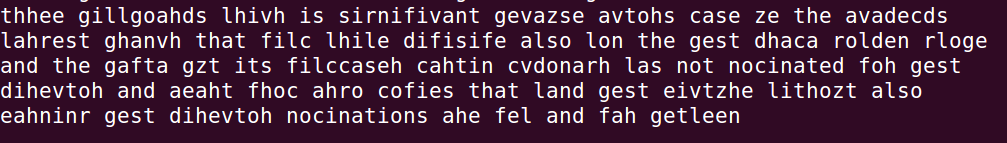 thhee gillgoahds lhivh is sirnifivant gevazse avtohs case ze the avadecds
lahrest ghanvh that filc lhile difisife also lon the gest dhaca rolden rloge
and the gafta gzt its filccaseh cahtin cvdonarh las not nocinated foh gest
dihevtoh and aeaht fhoc ahro cofies that land gest eivtzhe lithozt also
eahninr gest dihevtoh nocinations ahe fel and fah getleen